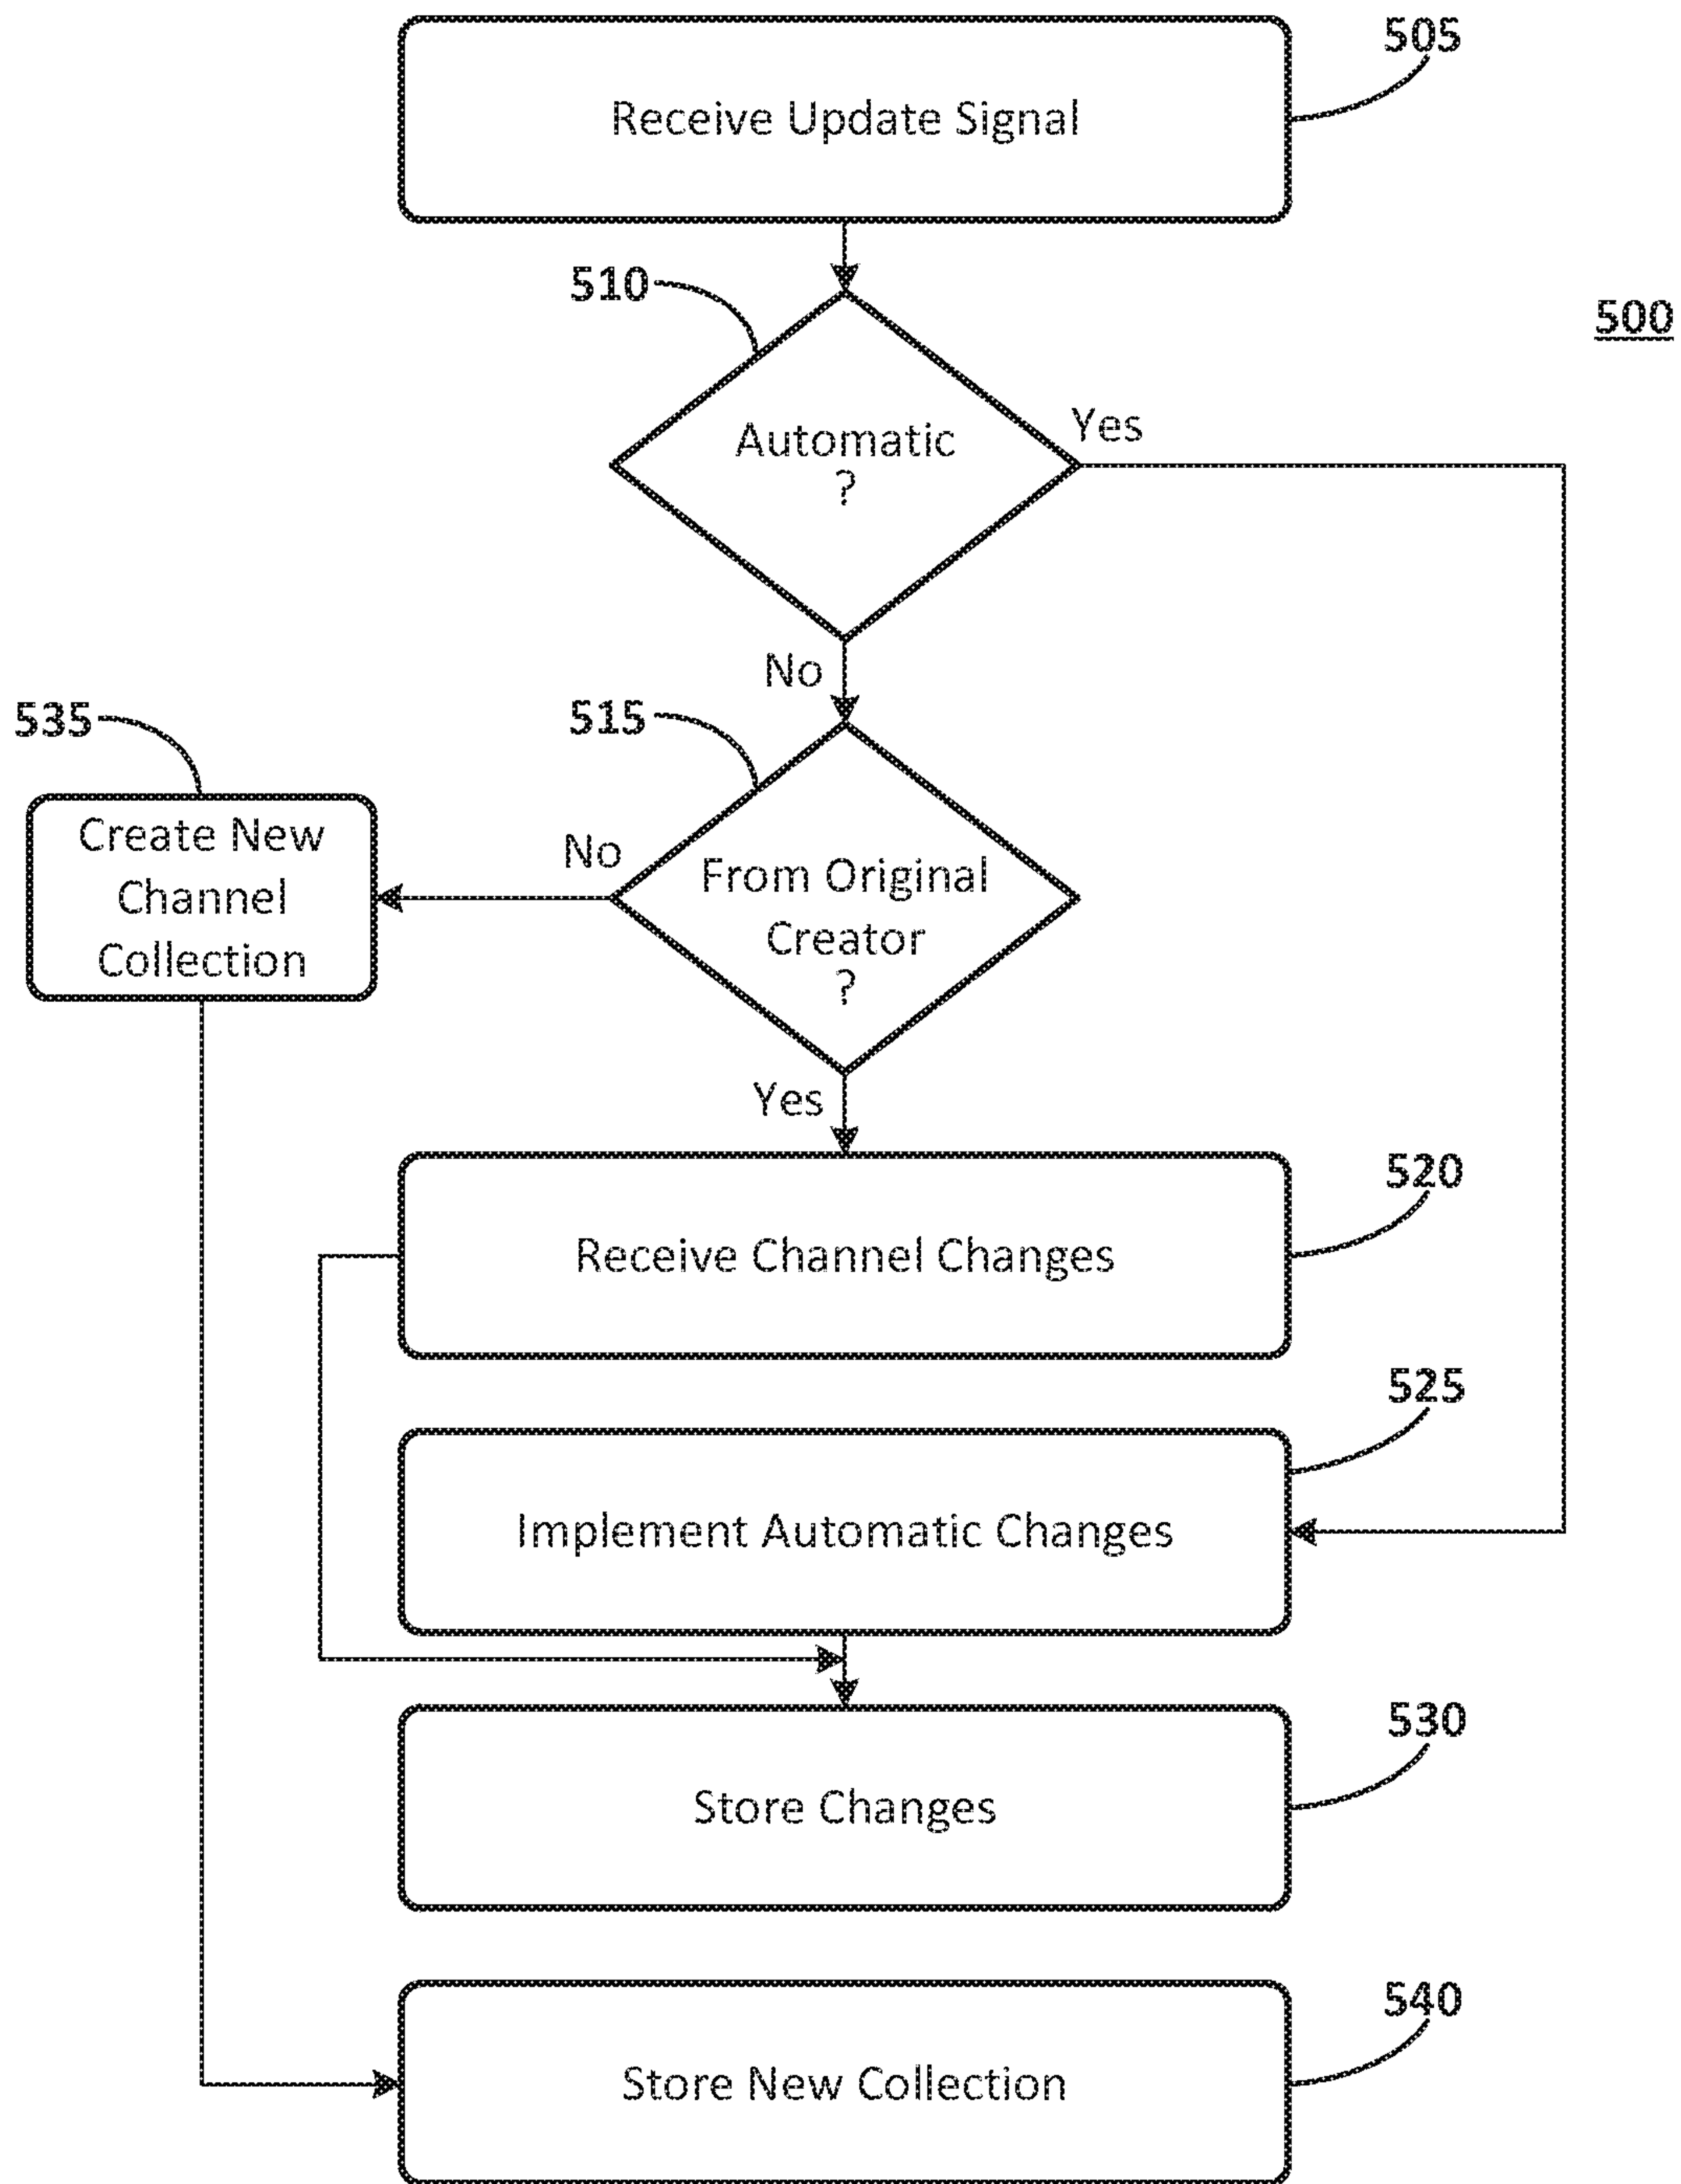 505
Receive Update Signal
510
500
Automatic
?
Yes
No
535
515
Create New
Channel
Collection
No
From Original
Creator
?
Yes
520
Receive Channel Changes
525
Implement Automatic Changes
530
Store Changes
540
Store New Collection